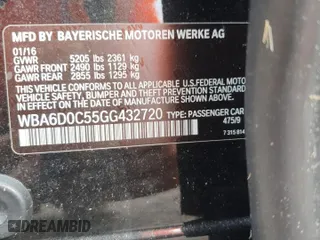 MFD BY BAYERISCHE MOTOREN WERKE AG
01/16
GVWR 5205 lbs 2361 kg
GAWR FRONT 2490 lbs 1129 kg
GAWR REAR 2855 lbs 1295 kg
THIS VEHICLE CONFORMS TO ALL APPLICABLE
FEDERAL MOTOR VEHICLE SAFETY, BUMPER, AND
THEFT PREVENTION STANDARDS IN EFFECT ON THE
DATE OF MANUFACTURE SHOWN ABOVE.
WBA6D0C55GG432720 TYPE: PASSENGER CAR
475/9
7 315 814
DREAMBID